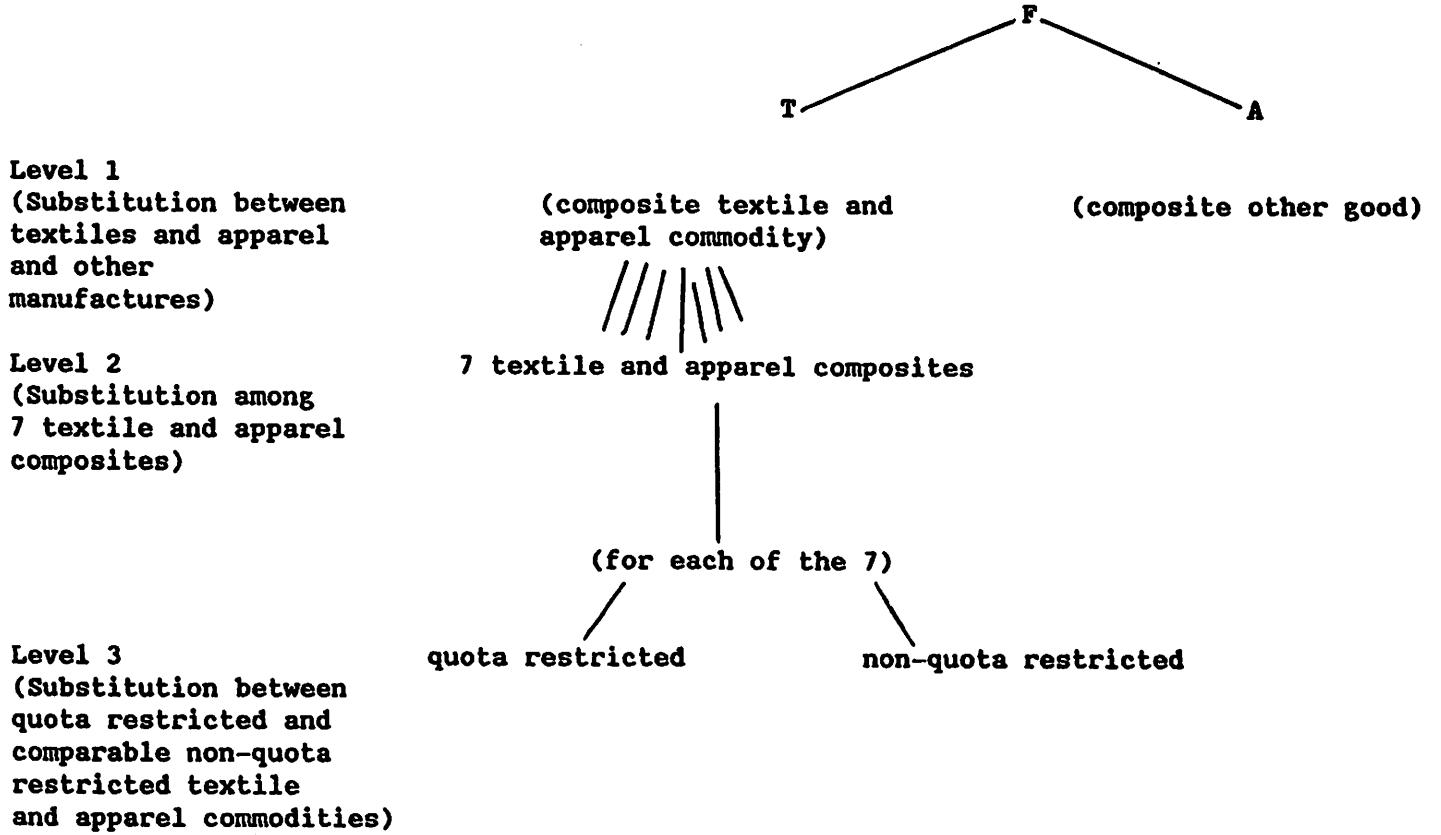 F
T
A
Level 1
(Substitution between
textiles and apparel
and other
manufactures)
(composite textile and
apparel commodity)
(composite other good)
Level 2
(Substitution among
7 textile and apparel
composites)
7 textile and apparel composites
(for each of the 7)
Level 3
(Substitution between
quota restricted and
comparable non-quota
restricted textile
and apparel commodities)
quota restricted
non-quota restricted